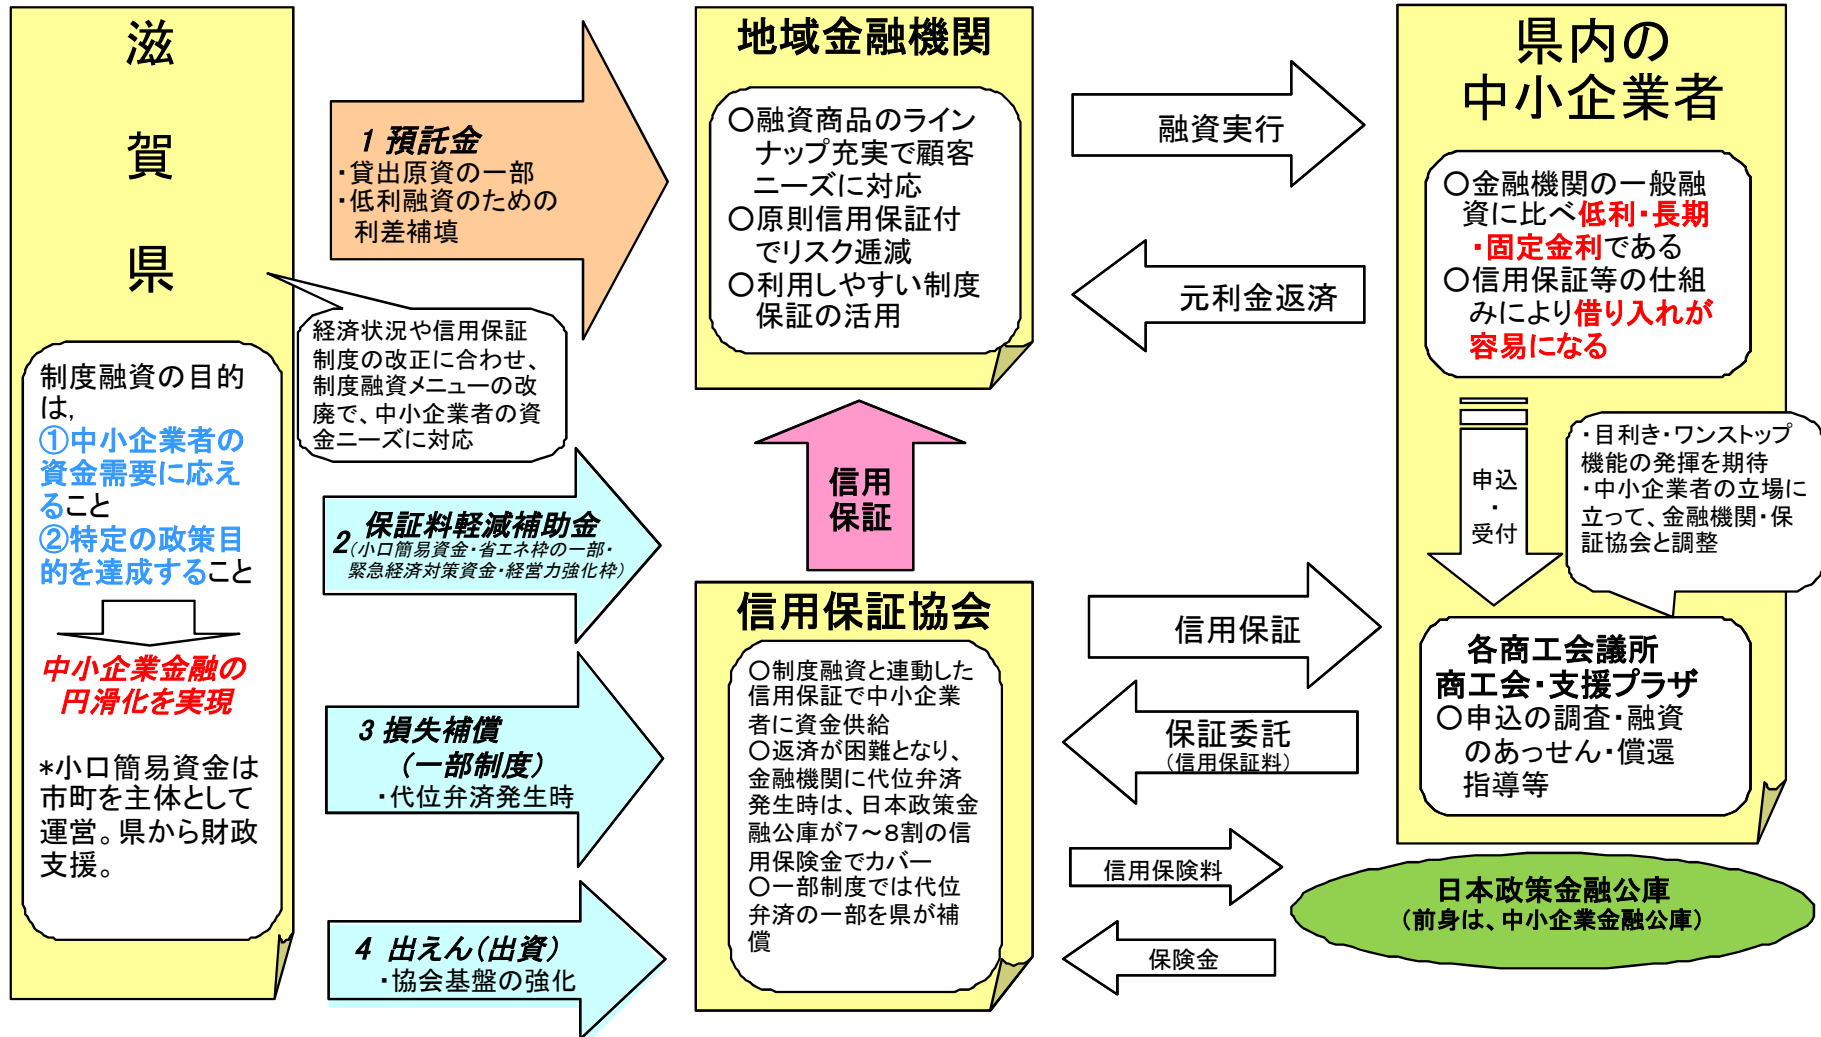 滋
賀
県
制度融資の目的
は,
①中小企業者の
資金需要に応え
ること
②特定の政策目
的を達成すること
中小企業金融の
円滑化を実現
*小口簡易資金は
市町を主体として
運営。県から財政
支援。
1 預託金
・貸出原資の一部
・低利融資のための
利差補填
経済状況や信用保証
制度の改正に合わせ、
制度融資メニューの改
廃で、中小企業者の資
金ニーズに対応
2 保証料軽減補助金
(小口簡易資金・省エネ枠の一部・
緊急経済対策資金・経営力強化枠)
3 損失補償
(一部制度)
・代位弁済発生時
4 出えん(出資)
・協会基盤の強化
地域金融機関
○融資商品のライン
ナップ充実で顧客
ニーズに対応
○原則信用保証付
でリスク逓減
○利用しやすい制度
保証の活用
信用
保証
信用保証協会
○制度融資と連動した
信用保証で中小企業
者に資金供給
○返済が困難となり、
金融機関に代位弁済
発生時は、日本政策金
融公庫が7~8割の信
用保険金でカバー
○一部制度では代位
弁済の一部を県が補
償
融資実行
元利金返済
信用保証
保証委託
(信用保証料)
信用保険料
保険金
県内の
中小企業者
○金融機関の一般融
資に比べ低利・長期
・固定金利である
○信用保証等の仕組
みにより借り入れが
容易になる
申込
・
受付
・目利き・ワンストップ
機能の発揮を期待
・中小企業者の立場に
立って、金融機関・保
証協会と調整
各商工会議所
商工会・支援プラザ
○申込の調査・融資
のあっせん・償還
指導等
日本政策金融公庫
(前身は、中小企業金融公庫)